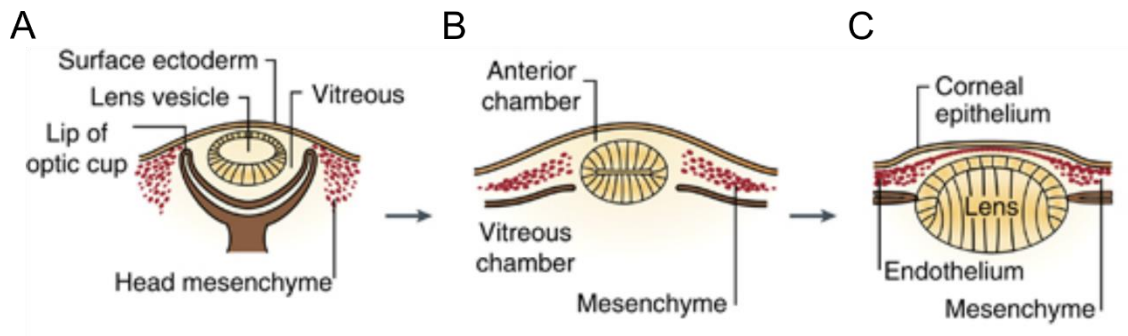 A
Surface ectoderm
Lens vesicle
Vitreous
Lip of
optic cup
Head mesenchyme
B
Anterior
chamber
Vitreous
chamber
Mesenchyme
C
Corneal
epithelium
Lens
Endothelium
Mesenchyme